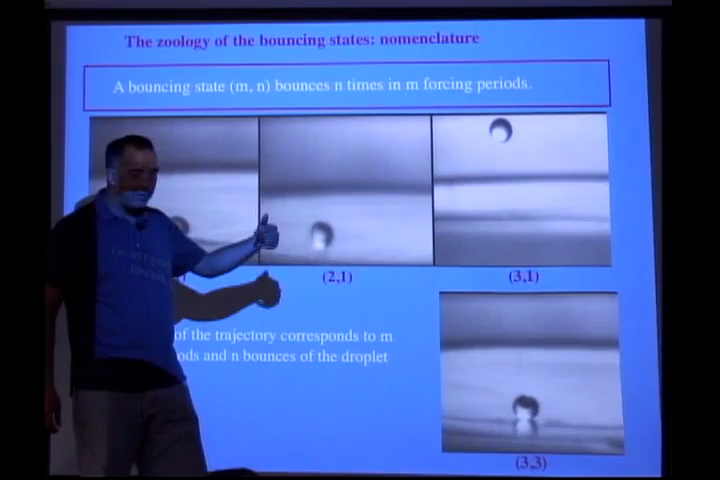 The zoology of the bouncing states: nomenclature
A bouncing state (m, n) bounces n times in m forcing periods.
(2,1)
(3,1)
of the trajectory corresponds to m
and n bounces of the droplet
(3,3)